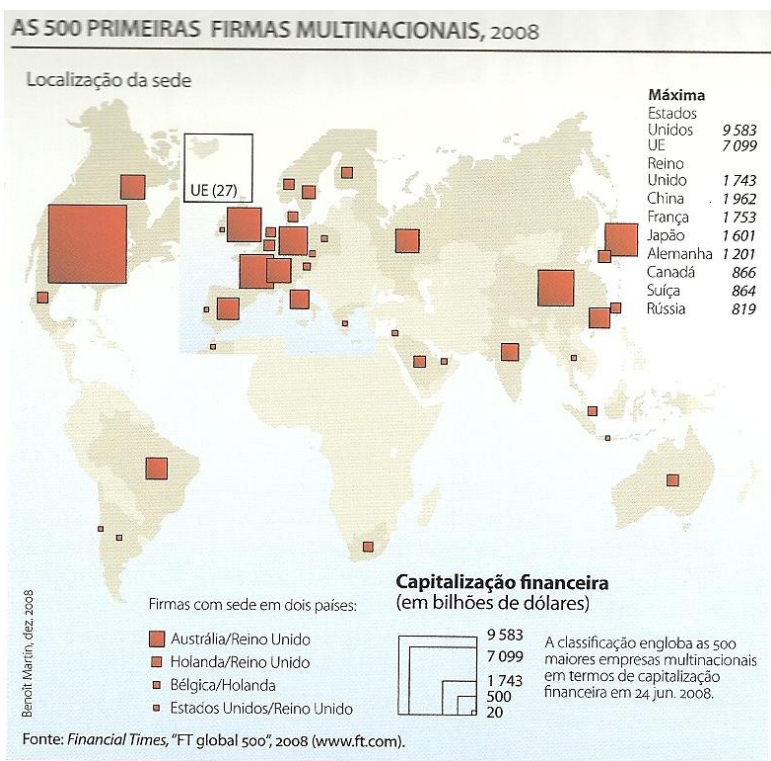 AS 500 PRIMEIRAS FIRMAS MULTINACIONAIS, 2008
Localização da sede
UE (27)
Máxima
Estados
Unidos 9 583
UE 7 099
Reino
Unido 1 743
China 1 962
França 1 753
Japão 1 601
Alemanha 1 201
Canadá 866
Suíça 864
Rússia 819
Firmas com sede em dois países:
Austrália/Reino Unido
Holanda/Reino Unido
Bélgica/Holanda
Estados Unidos/Reino Unido
Capitalização financeira
(em bilhões de dólares)
9 583
7 099
1 743
500
20
A classificação engloba as 500
maiores empresas multinacionais
em termos de capitalização
financeira em 24 jun. 2008.
Benoit Martin, dez. 2008
Fonte: Financial Times, "FT global 500", 2008 (www.ft.com).